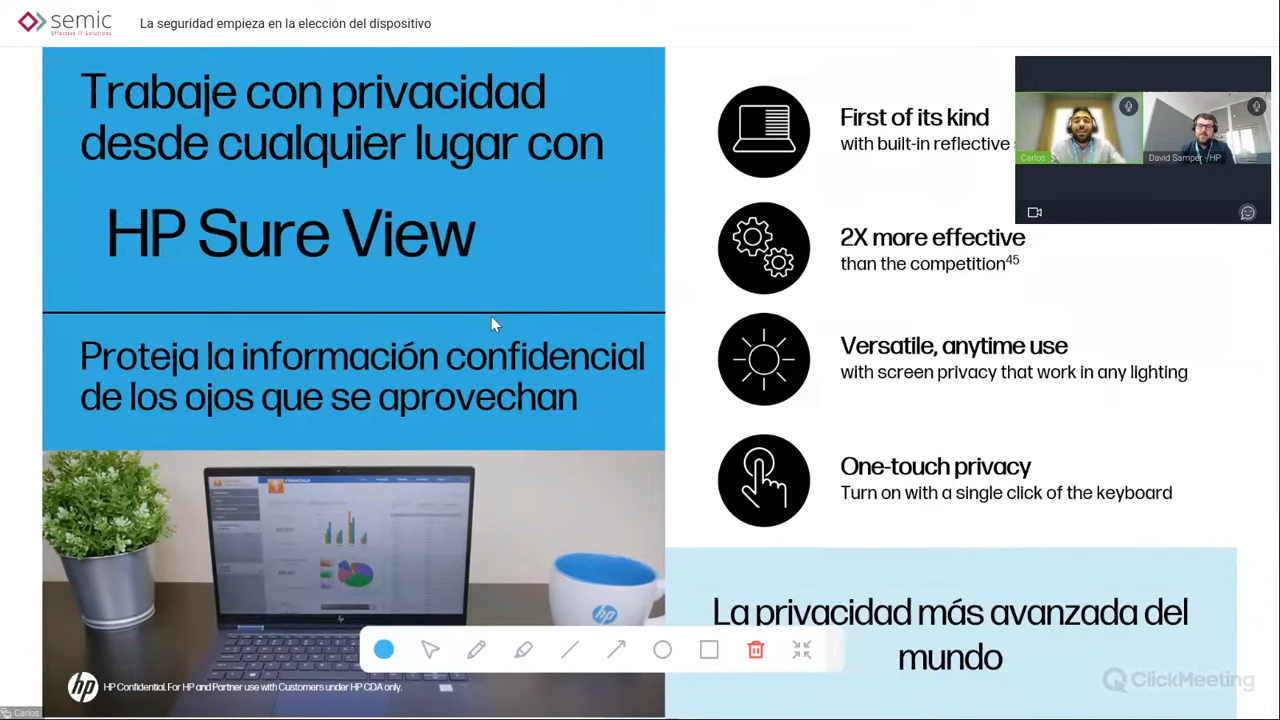 semic
Effective IT Solutions
La seguridad empieza en la elección del dispositivo
Trabaje con privacidad
desde cualquier lugar con
HP Sure View
Proteja la información confidencial
de los ojos que se aprovechan
First of its kind
with built-in reflective
2X more effective
than the competition45
Versatile, anytime use
with screen privacy that work in any lighting
One-touch privacy
Turn on with a single click of the keyboard
La privacidad más avanzada del
mundo
Carlos
David Samper - HP
hp
hp
HP Confidential. For HP and Partner use with Customers under HP CDA only.
ClickMeeting
Carlos